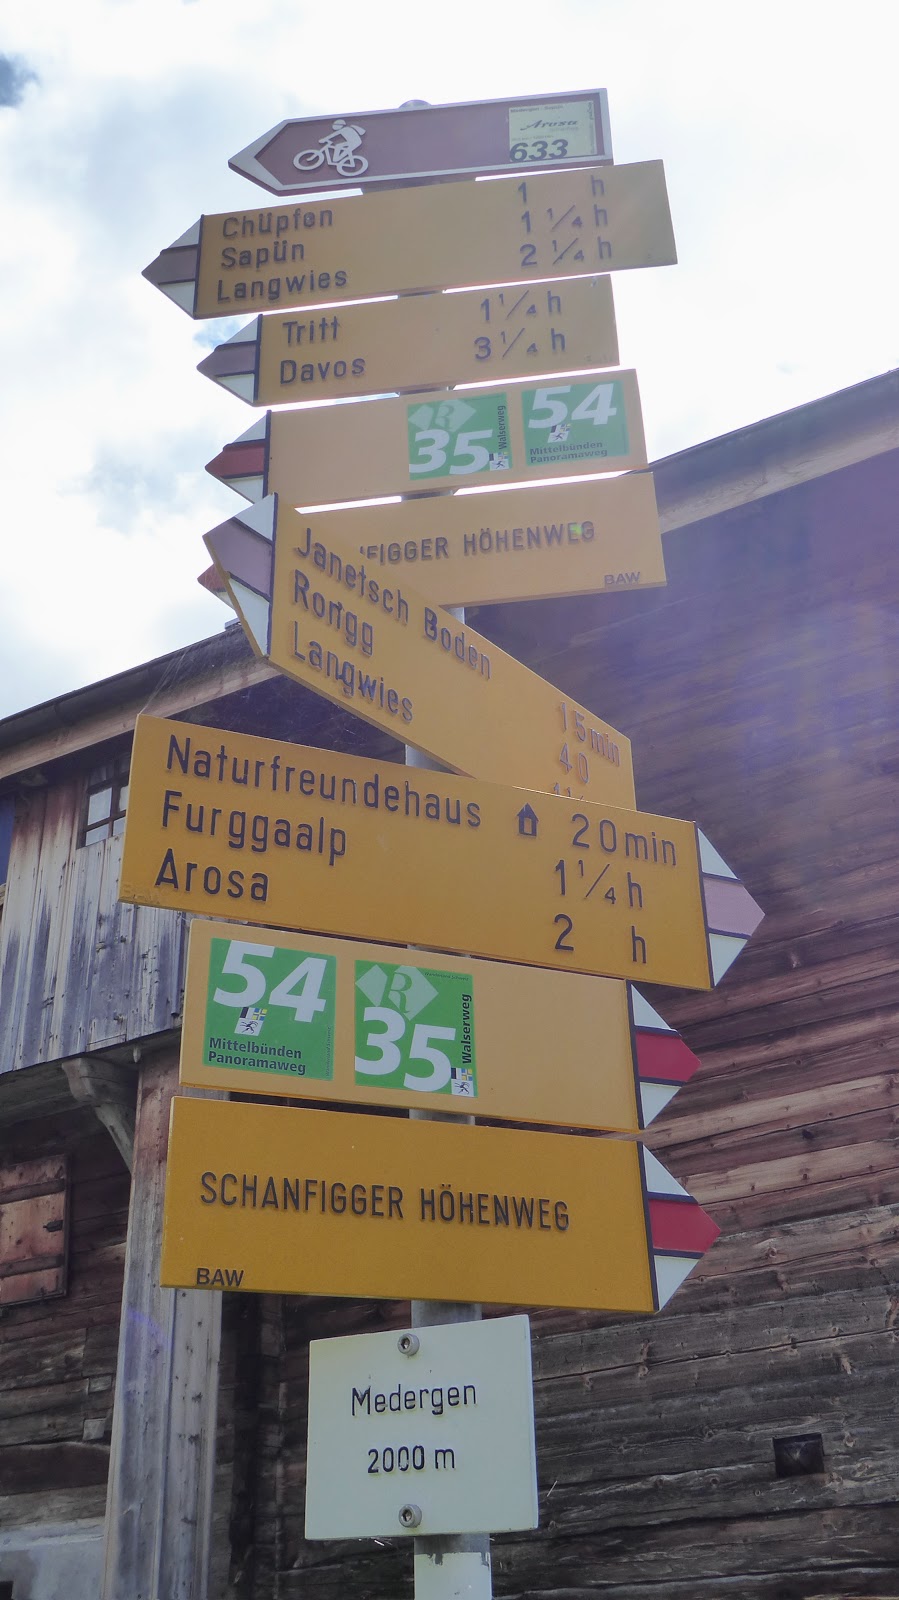 Arosa
633
Chüpfen 1 h
Sapün 1 1/4 h
Langwies 2 1/4 h
Tritt 1 1/4 h
Davos 3 1/4 h
R
35
Walserweg
54
Mittelbünden
Panoramaweg
FIGGER HÖHENWEG
BAW
Janetsch Boden 15 min
Rongg 40
Langwies
Naturfreundehaus 20 min
Furggaalp 1 1/4 h
Arosa 2 h
54
Mittelbünden
Panoramaweg
R
35
Walserweg
SCHANFIGGER HÖHENWEG
BAW
Medergen
2000 m